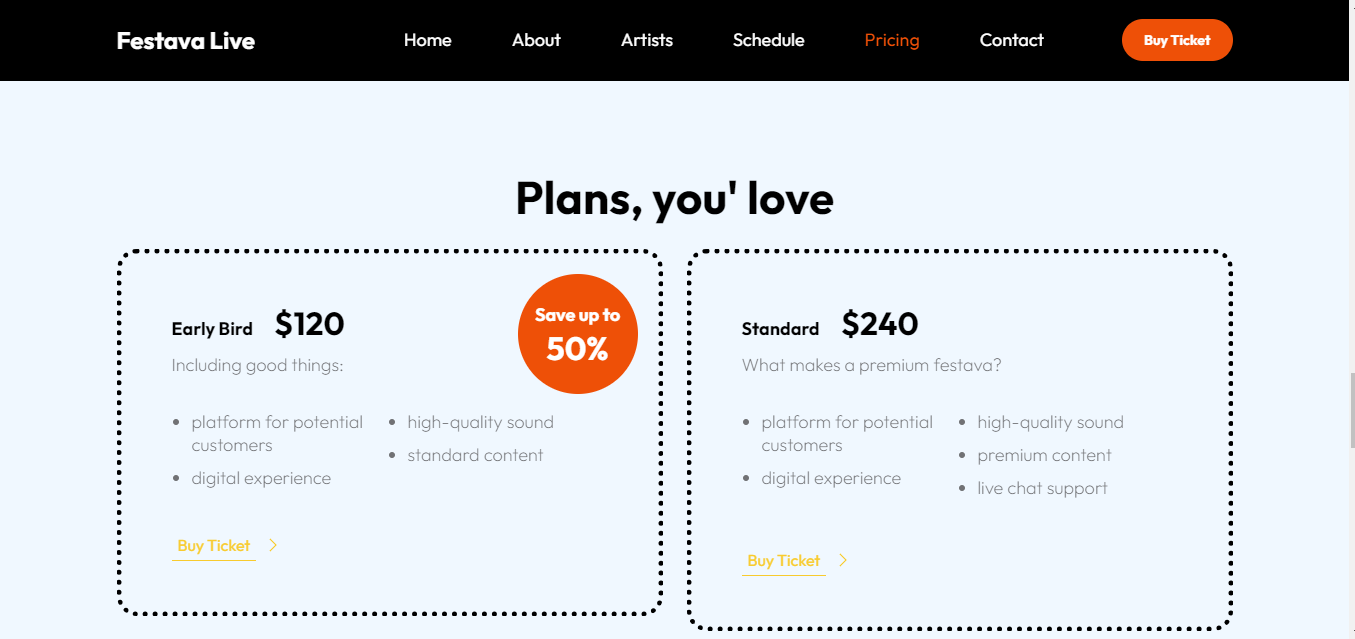 Festava Live
Home
About
Artists
Schedule
Pricing
Contact
Buy Ticket
Plans, you' love
Early Bird $120
Save up to
50%
Including good things:
platform for potential
customers
digital experience
high-quality sound
standard content
Buy Ticket
Standard $240
What makes a premium festava?
platform for potential
customers
digital experience
high-quality sound
premium content
live chat support
Buy Ticket